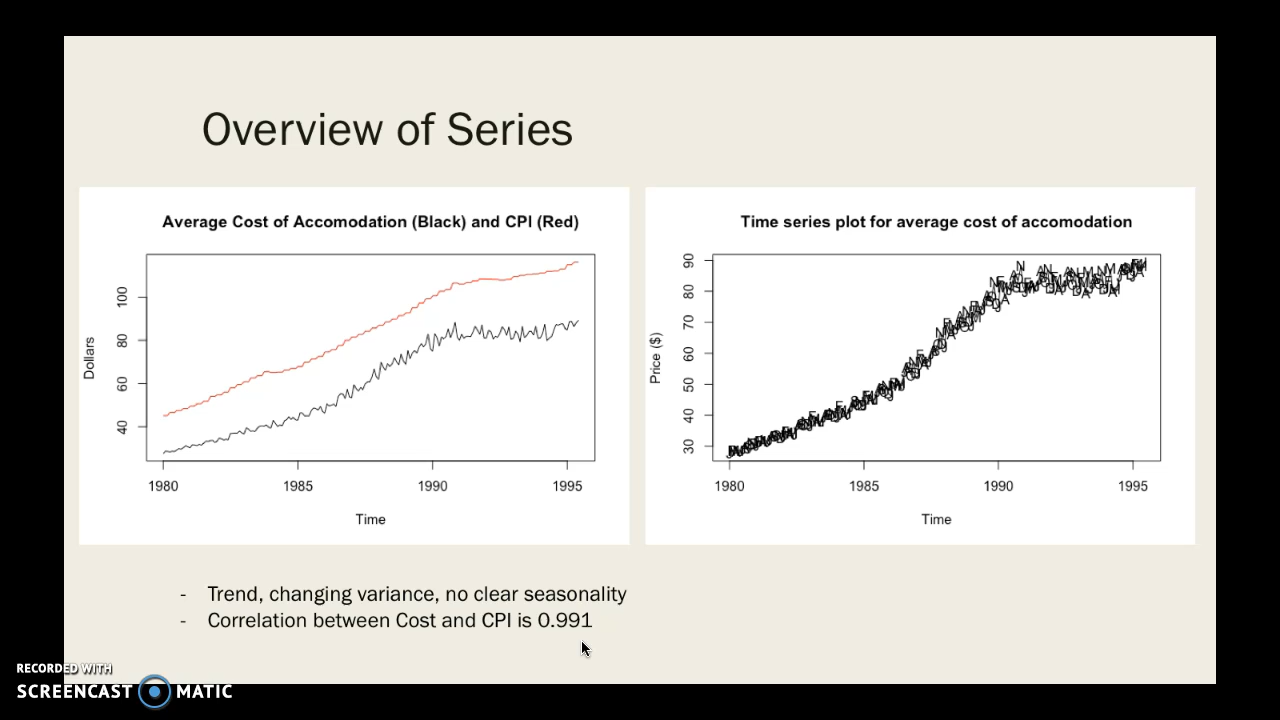 Overview of Series
Average Cost of Accomodation (Black) and CPI (Red)
Dollars
100
80
60
40
1980 1985 1990 1995
Time
Time series plot for average cost of accomodation
Price ($)
90
80
70
60
50
40
30
1980 1985 1990 1995
Time
- Trend, changing variance, no clear seasonality
- Correlation between Cost and CPI is 0.991
RECORDED WITH
SCREENCAST MATIC